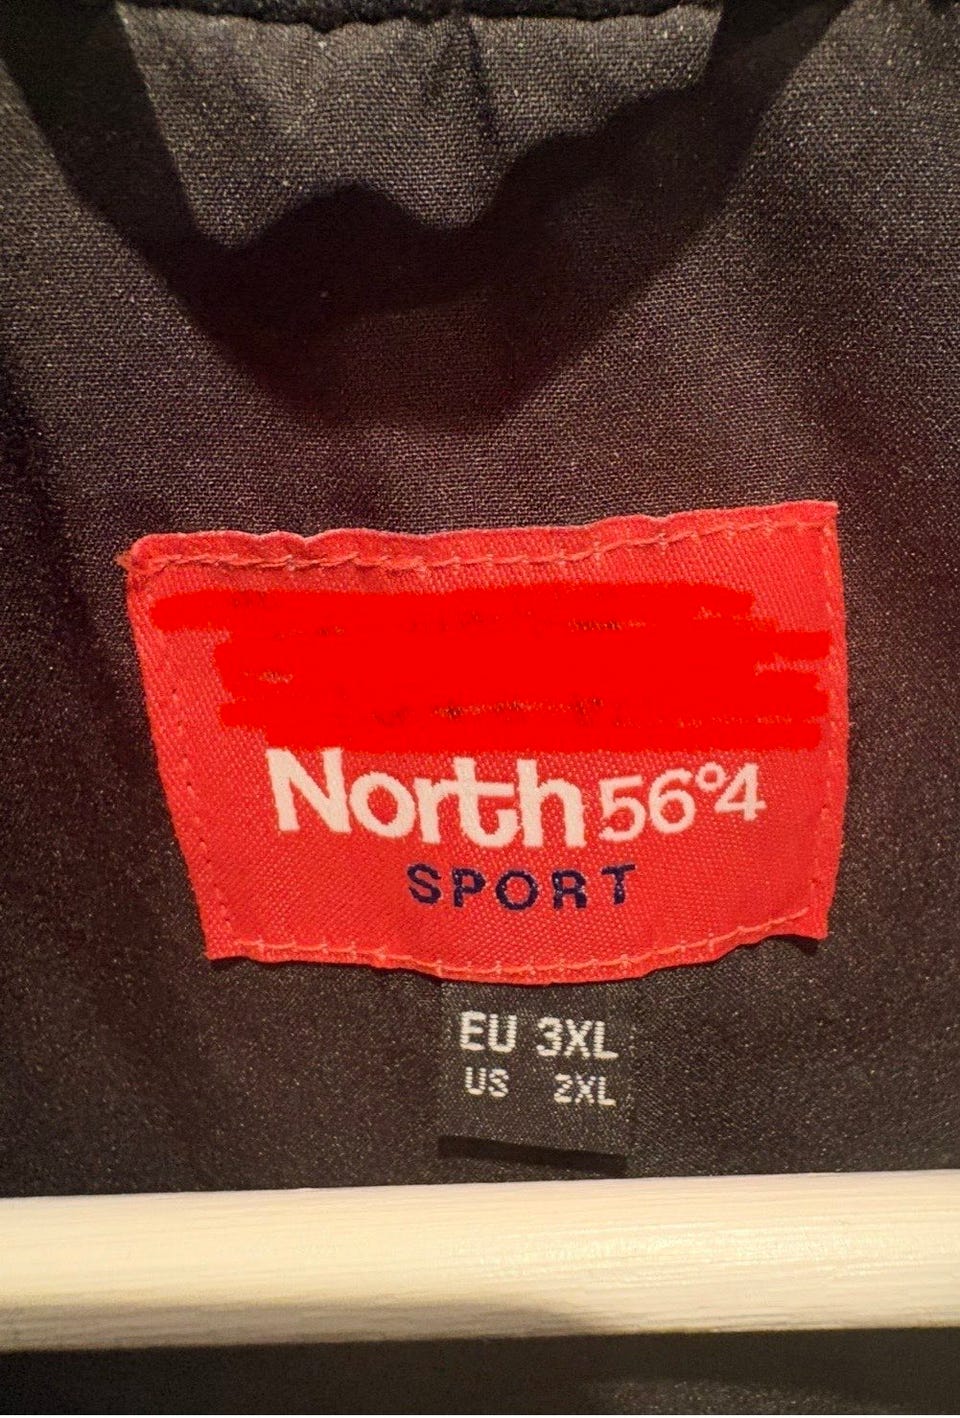 North 56°4
SPORT
EU 3XL
US 2XL